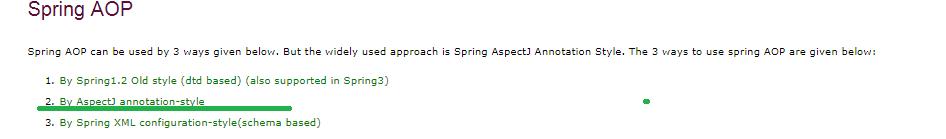 Spring AOP
Spring AOP can be used by 3 ways given below. But the widely used approach is Spring AspectJ Annotation Style. The 3 ways to use spring AOP are given below:
1. By Spring1.2 Old style (dtd based) (also supported in Spring3)
2. By AspectJ annotation-style
3. By Spring XML configuration-style(schema based)